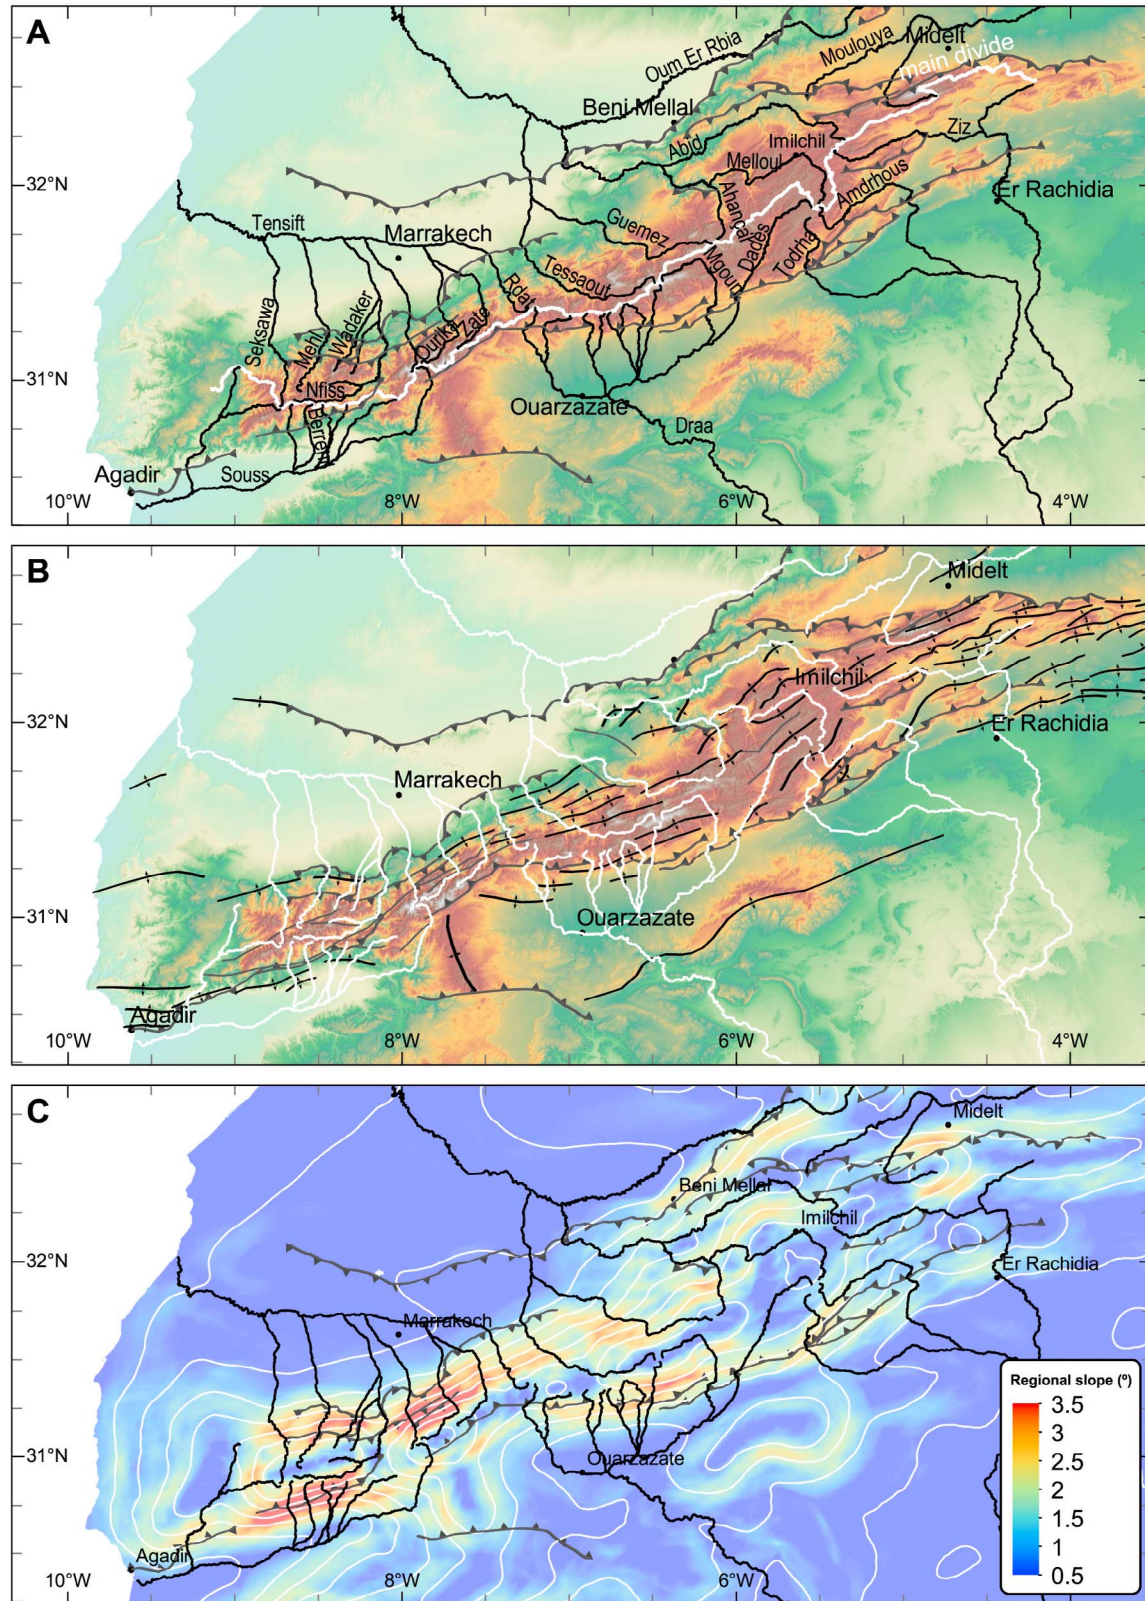 A
Oum Er Rbia
Moulouya
Midelt
main divide
Beni Mellal
Abid
Imilchil
Melloul
Ziz
32°N
Ahançal
Amdrhous
Er Rachidia
Tensift
Marrakech
Guemez
Dades
Todrha
Mgoun
Tessaout
Rdat
Seksawa
Mehl
Wadaker
Ourika
Zate
31°N
Nfiss
Berrein
Ouarzazate
Draa
Agadir
Souss
10°W
8°W
6°W
4°W
B
Midelt
Imilchil
32°N
Er Rachidia
Marrakech
31°N
Ouarzazate
Agadir
10°W
8°W
6°W
4°W
C
Midelt
Beni Mellal
Imilchil
32°N
Er Rachidia
Marrakech
31°N
Ouarzazate
Agadir
10°W
8°W
6°W
Regional slope (º)
3.5
3
2.5
2
1.5
0.5